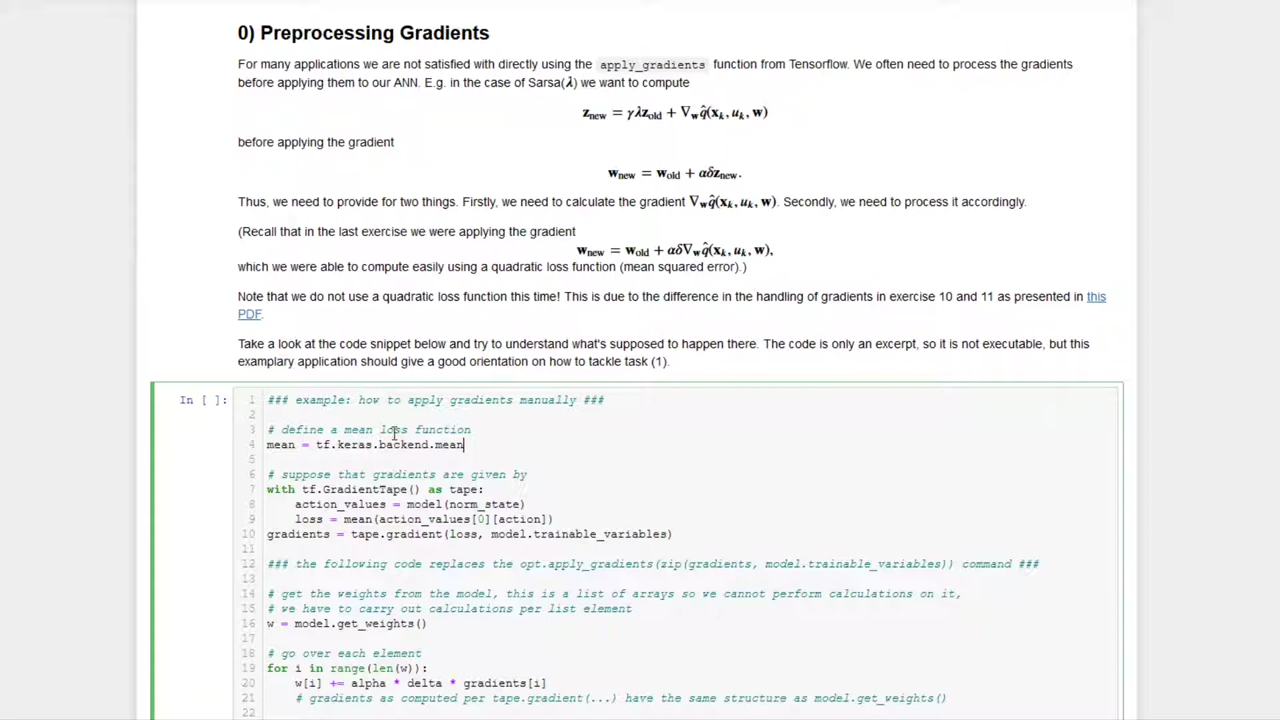 0) Preprocessing Gradients
For many applications we are not satisfied with directly using the apply_gradients function from Tensorflow. We often need to process the gradients
before applying them to our ANN. E.g. in the case of Sarsa(λ) we want to compute
z_new = γλz_old + ∇_w q̂(x_k, u_k, w)
before applying the gradient
w_new = w_old + αδz_new.
Thus, we need to provide for two things. Firstly, we need to calculate the gradient ∇_w q̂(x_k, u_k, w). Secondly, we need to process it accordingly.
(Recall that in the last exercise we were applying the gradient
w_new = w_old + αδ∇_w q̂(x_k, u_k, w),
which we were able to compute easily using a quadratic loss function (mean squared error).)
Note that we do not use a quadratic loss function this time! This is due to the difference in the handling of gradients in exercise 10 and 11 as presented in this
PDF.
Take a look at the code snippet below and try to understand what's supposed to happen there. The code is only an excerpt, so it is not executable, but this
examplary application should give a good orientation on how to tackle task (1).
In [ ]: 1 ### example: how to apply gradients manually ###
2
3 # define a mean loss function
4 mean = tf.keras.backend.mean
5
6 # suppose that gradients are given by
7 with tf.GradientTape() as tape:
8 action_values = model(norm_state)
9 loss = mean(action_values[0][action])
10 gradients = tape.gradient(loss, model.trainable_variables)
11
12 ### the following code replaces the opt.apply_gradients(zip(gradients, model.trainable_variables)) command ###
13
14 # get the weights from the model, this is a list of arrays so we cannot perform calculations on it,
15 # we have to carry out calculations per list element
16 w = model.get_weights()
17
18 # go over each element
19 for i in range(len(w)):
20 w[i] += alpha * delta * gradients[i]
21 # gradients as computed per tape.gradient(...) have the same structure as model.get_weights()
22